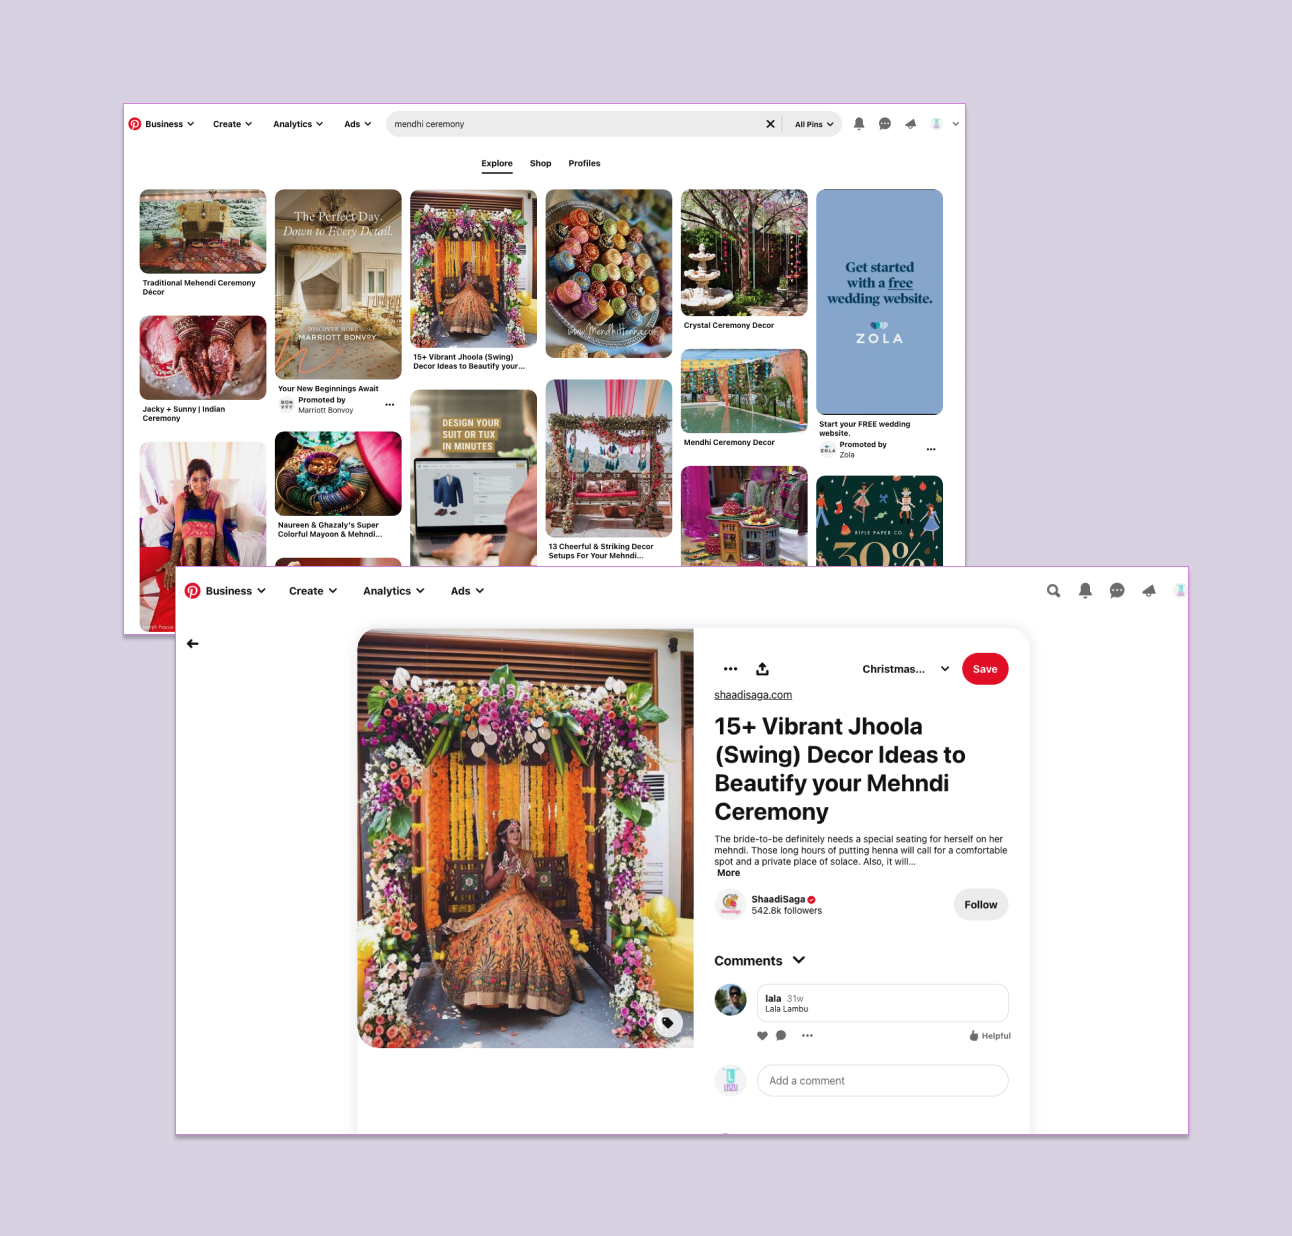 Business
Create
Analytics
Ads
mendhi ceremony
All Pins
Explore
Shop
Profiles
Traditional Mehendi Ceremony
Décor
Jacky + Sunny | Indian
Ceremony
The Perfect Day.
Down to Every Detail.
DISCOVER MORE
MARRIOTT BONVOY
Your New Beginnings Await
BON
VOY
Promoted by
Marriott Bonvoy
Naureen & Ghazaly's Super
Colorful Mayoon & Mehndi...
15+ Vibrant Jhoola (Swing)
Decor Ideas to Beautify your...
DESIGN YOUR
SUIT OR TUX
IN MINUTES
www.MendhiHenna.com
13 Cheerful & Striking Decor
Setups For Your Mehndi...
Crystal Ceremony Decor
Mendhi Ceremony Decor
Get started
with a free
wedding website.
ZOLA
Start your FREE wedding
website.
ZOLA
Promoted by
Zola
RIFLE PAPER CO.
30%
Business
Create
Analytics
Ads
Christmas...
Save
shaadisaga.com
15+ Vibrant Jhoola
(Swing) Decor Ideas to
Beautify your Mehndi
Ceremony
The bride-to-be definitely needs a special seating for herself on her
mehndi. Those long hours of putting henna will call for a comfortable
spot and a private place of solace. Also, it will...
More
ShaadiSaga
542.8k followers
Follow
Comments
lala 31w
Lala Lambu
Helpful
LOZU
Add a comment